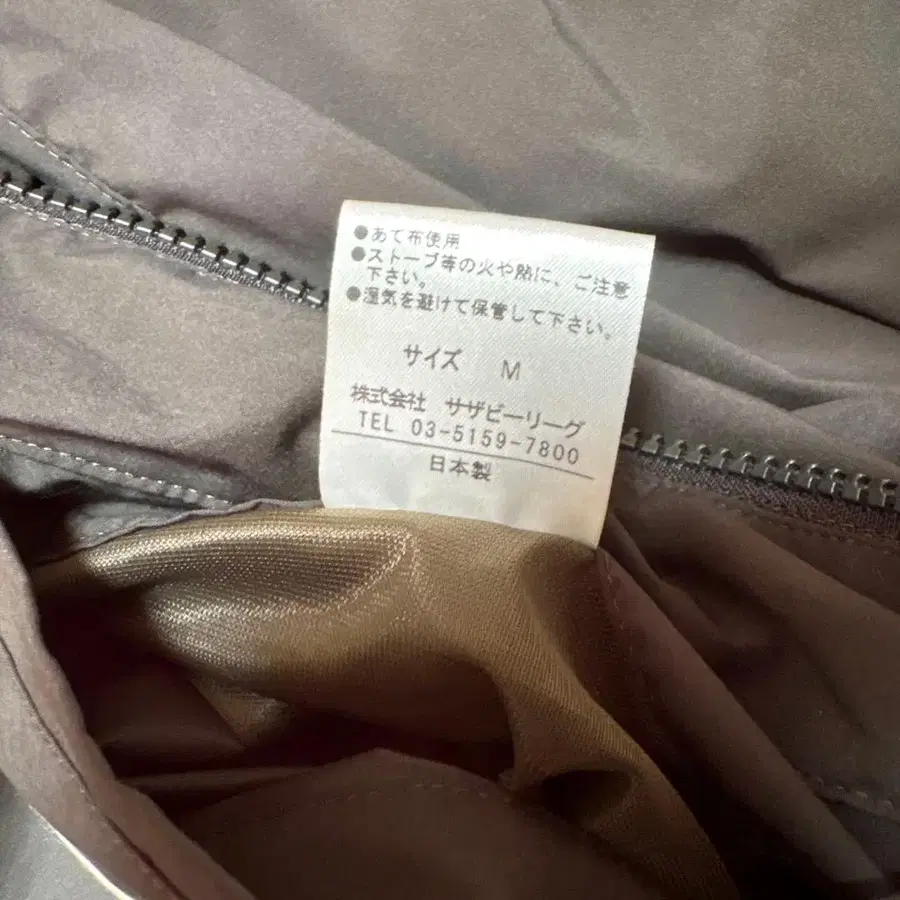 ●あて布使用
●ストーブ等の火や熱に、ご注意
下さい。
●湿気を避けて保管して下さい。
サイズ M
株式会社 サザビーリーグ
TEL 03-5159-7800
日本製